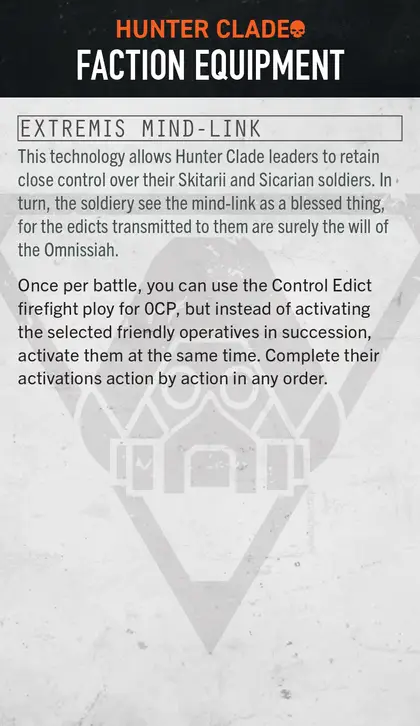 HUNTER CLADE
FACTION EQUIPMENT
EXTREMIS MIND-LINK
This technology allows Hunter Clade leaders to retain
close control over their Skitarii and Sicarian soldiers. In
turn, the soldiery see the mind-link as a blessed thing,
for the edicts transmitted to them are surely the will of
the Omnissiah.
Once per battle, you can use the Control Edict
firefight ploy for 0CP, but instead of activating
the selected friendly operatives in succession,
activate them at the same time. Complete their
activations action by action in any order.